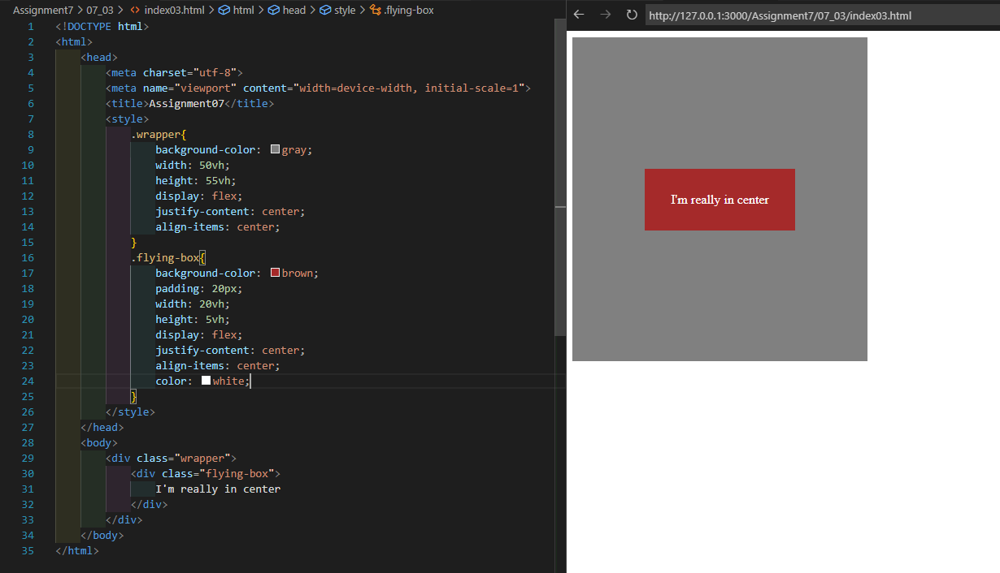 Assignment7 > 07_03 > index03.html > html > head > style > .flying-box
http://127.0.0.1:3000/Assignment7/07_03/index03.html
1 <!DOCTYPE html>
2 <html>
3 <head>
4 <meta charset="utf-8">
5 <meta name="viewport" content="width=device-width, initial-scale=1">
6 <title>Assignment07</title>
7 <style>
8 .wrapper{
9 background-color: gray;
10 width: 50vh;
11 height: 55vh;
12 display: flex;
13 justify-content: center;
14 align-items: center;
15 }
16 .flying-box{
17 background-color: brown;
18 padding: 20px;
19 width: 20vh;
20 height: 5vh;
21 display: flex;
22 justify-content: center;
23 align-items: center;
24 color: white;
25 }
26 </style>
27 </head>
28 <body>
29 <div class="wrapper">
30 <div class="flying-box">
31 I'm really in center
32 </div>
33 </div>
34 </body>
35 </html>
I'm really in center